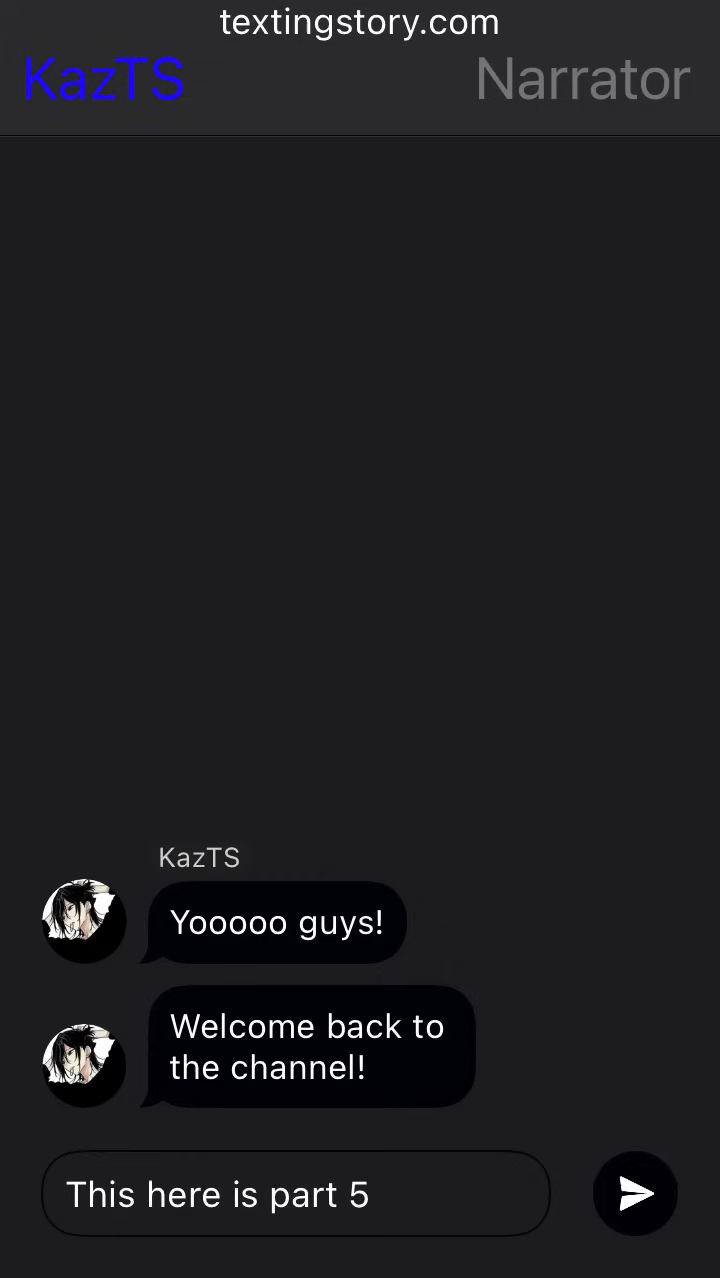 textingstory.com
KazTS Narrator
KazTS
Yooooo guys!
Welcome back to
the channel!
This here is part 5